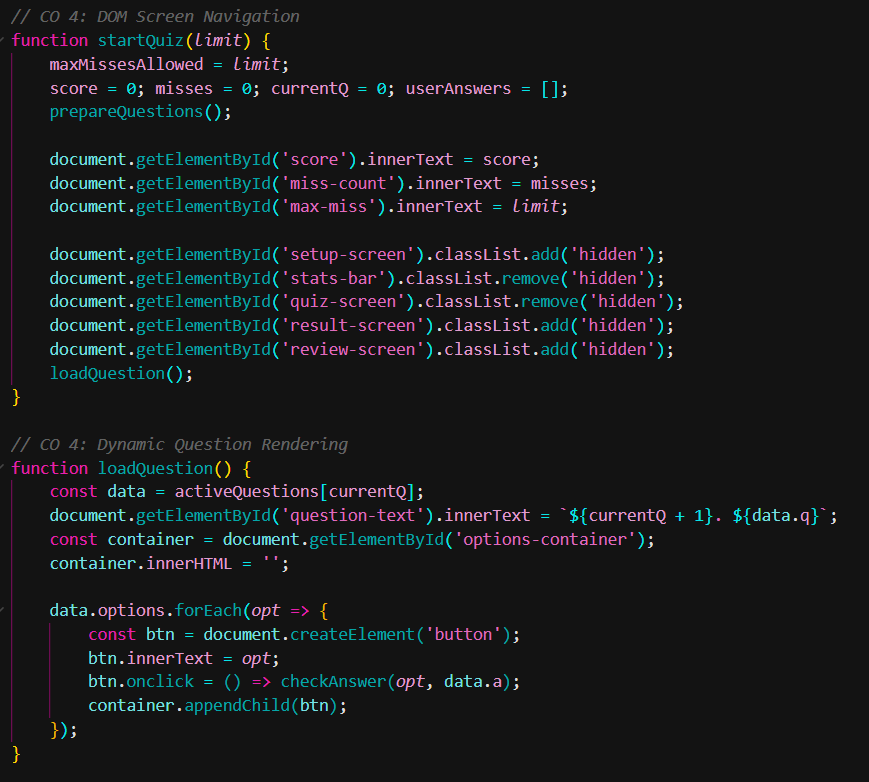 // CO 4: DOM Screen Navigation
function startQuiz(limit) {
    maxMissesAllowed = limit;
    score = 0; misses = 0; currentQ = 0; userAnswers = [];
    prepareQuestions();

    document.getElementById('score').innerText = score;
    document.getElementById('miss-count').innerText = misses;
    document.getElementById('max-miss').innerText = limit;

    document.getElementById('setup-screen').classList.add('hidden');
    document.getElementById('stats-bar').classList.remove('hidden');
    document.getElementById('quiz-screen').classList.remove('hidden');
    document.getElementById('result-screen').classList.add('hidden');
    document.getElementById('review-screen').classList.add('hidden');
    loadQuestion();
}

// CO 4: Dynamic Question Rendering
function loadQuestion() {
    const data = activeQuestions[currentQ];
    document.getElementById('question-text').innerText = `${currentQ + 1}. ${data.q}`;
    const container = document.getElementById('options-container');
    container.innerHTML = '';

    data.options.forEach(opt => {
        const btn = document.createElement('button');
        btn.innerText = opt;
        btn.onclick = () => checkAnswer(opt, data.a);
        container.appendChild(btn);
    });
}